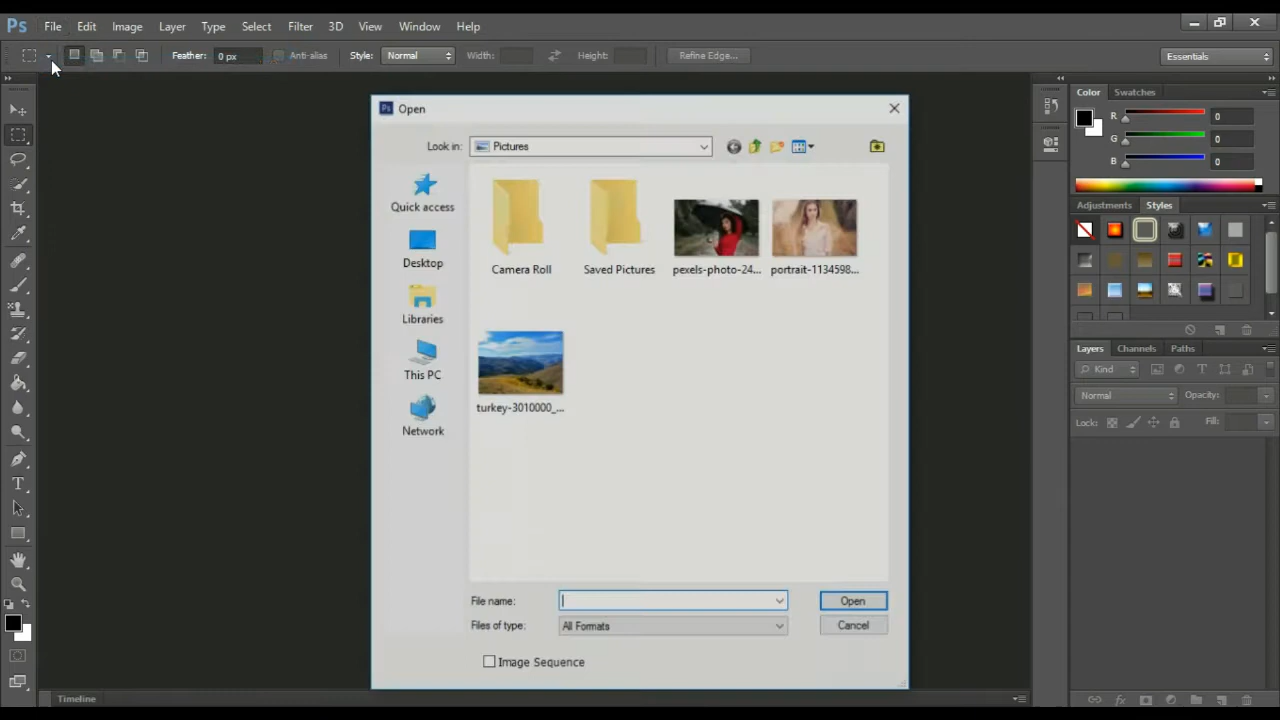 Ps File Edit Image Layer Type Select Filter 3D View Window Help
Feather: 0 px Anti-alias Style: Normal Width: Height: Refine Edge... Essentials
Ps Open
Look in: Pictures
Quick access
Desktop
Libraries
This PC
Network
Camera Roll
Saved Pictures
pexels-photo-24...
portrait-1134598...
turkey-3010000_...
File name: Open
Files of type: All Formats Cancel
Image Sequence
Color Swatches
R 0
G 0
B 0
Adjustments Styles
Layers Channels Paths
Kind
Normal Opacity:
Lock: Fill:
Timeline